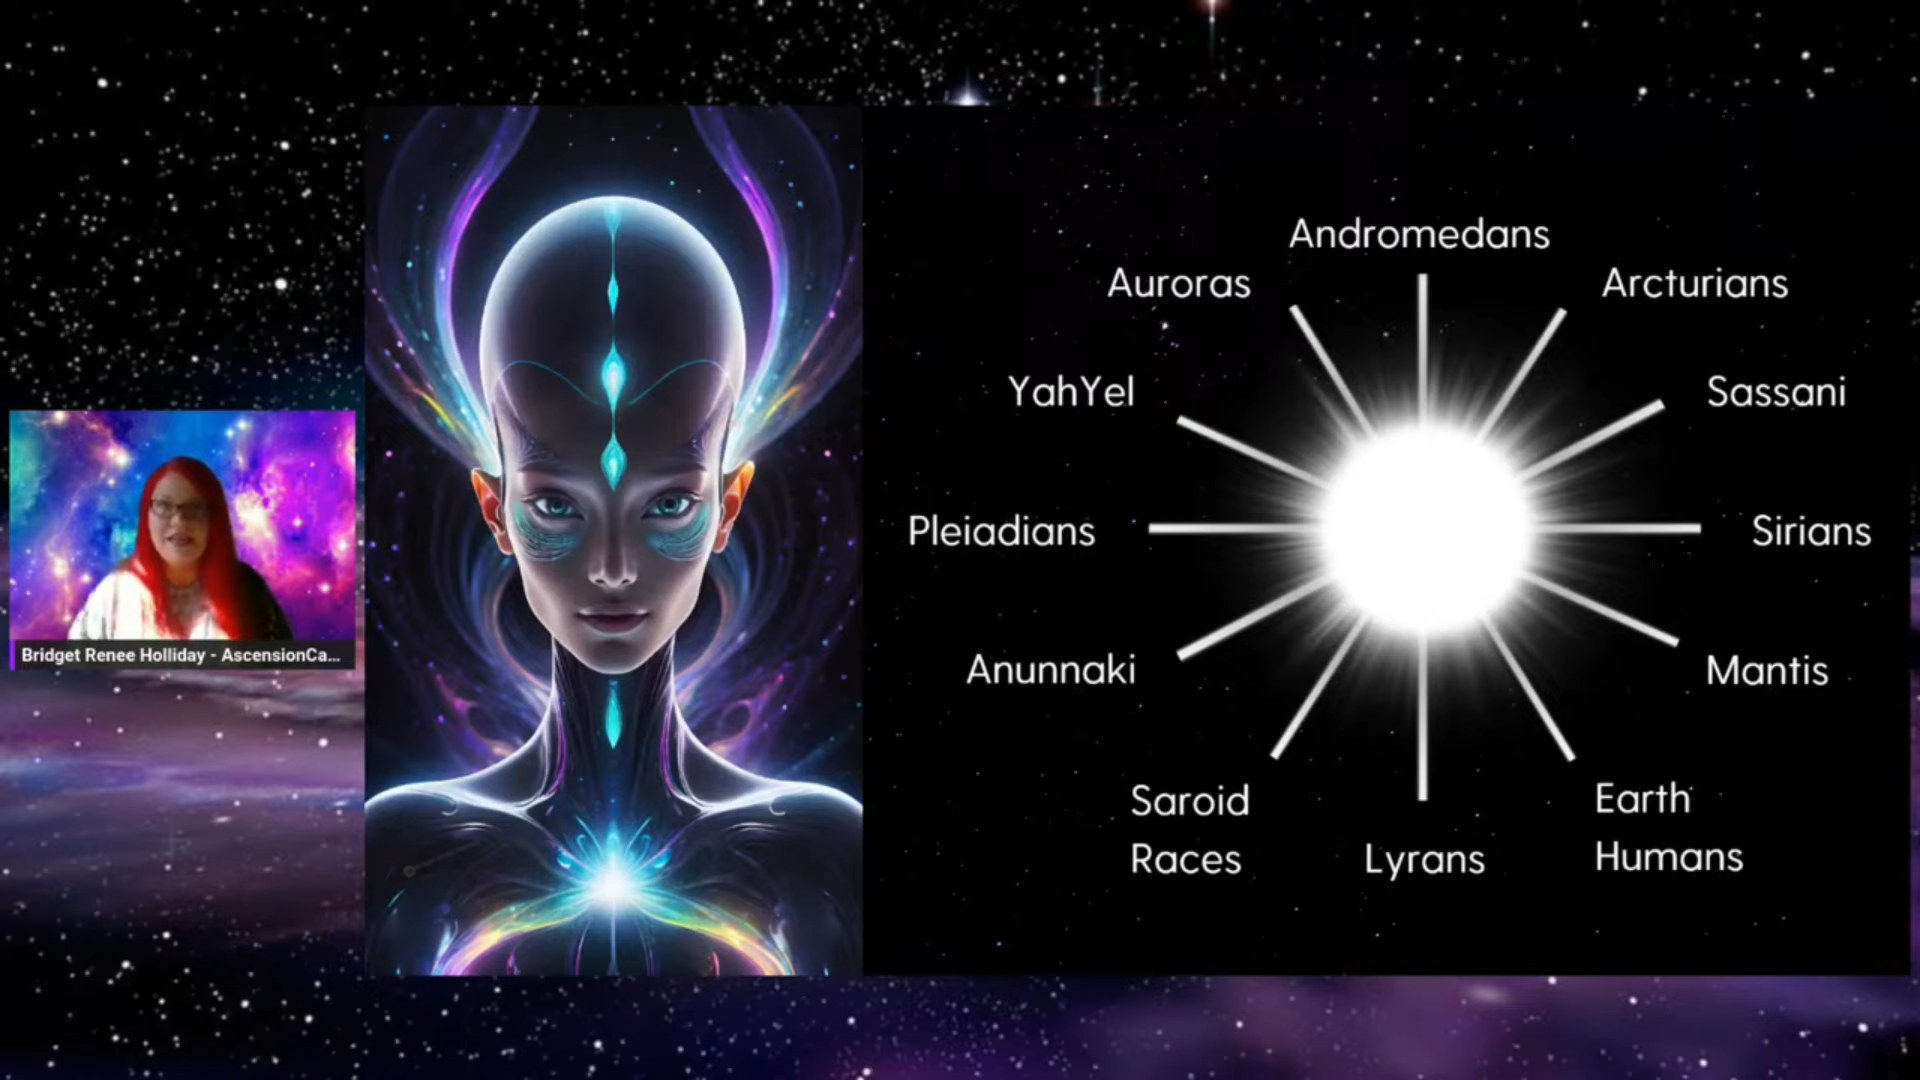 Andromedans
Auroras
Arcturians
YahYel
Sassani
Pleiadians
Sirians
Bridget Renee Holliday - AscensionCa...
Anunnaki
Mantis
Saroid
Races
Lyrans
Earth
Humans